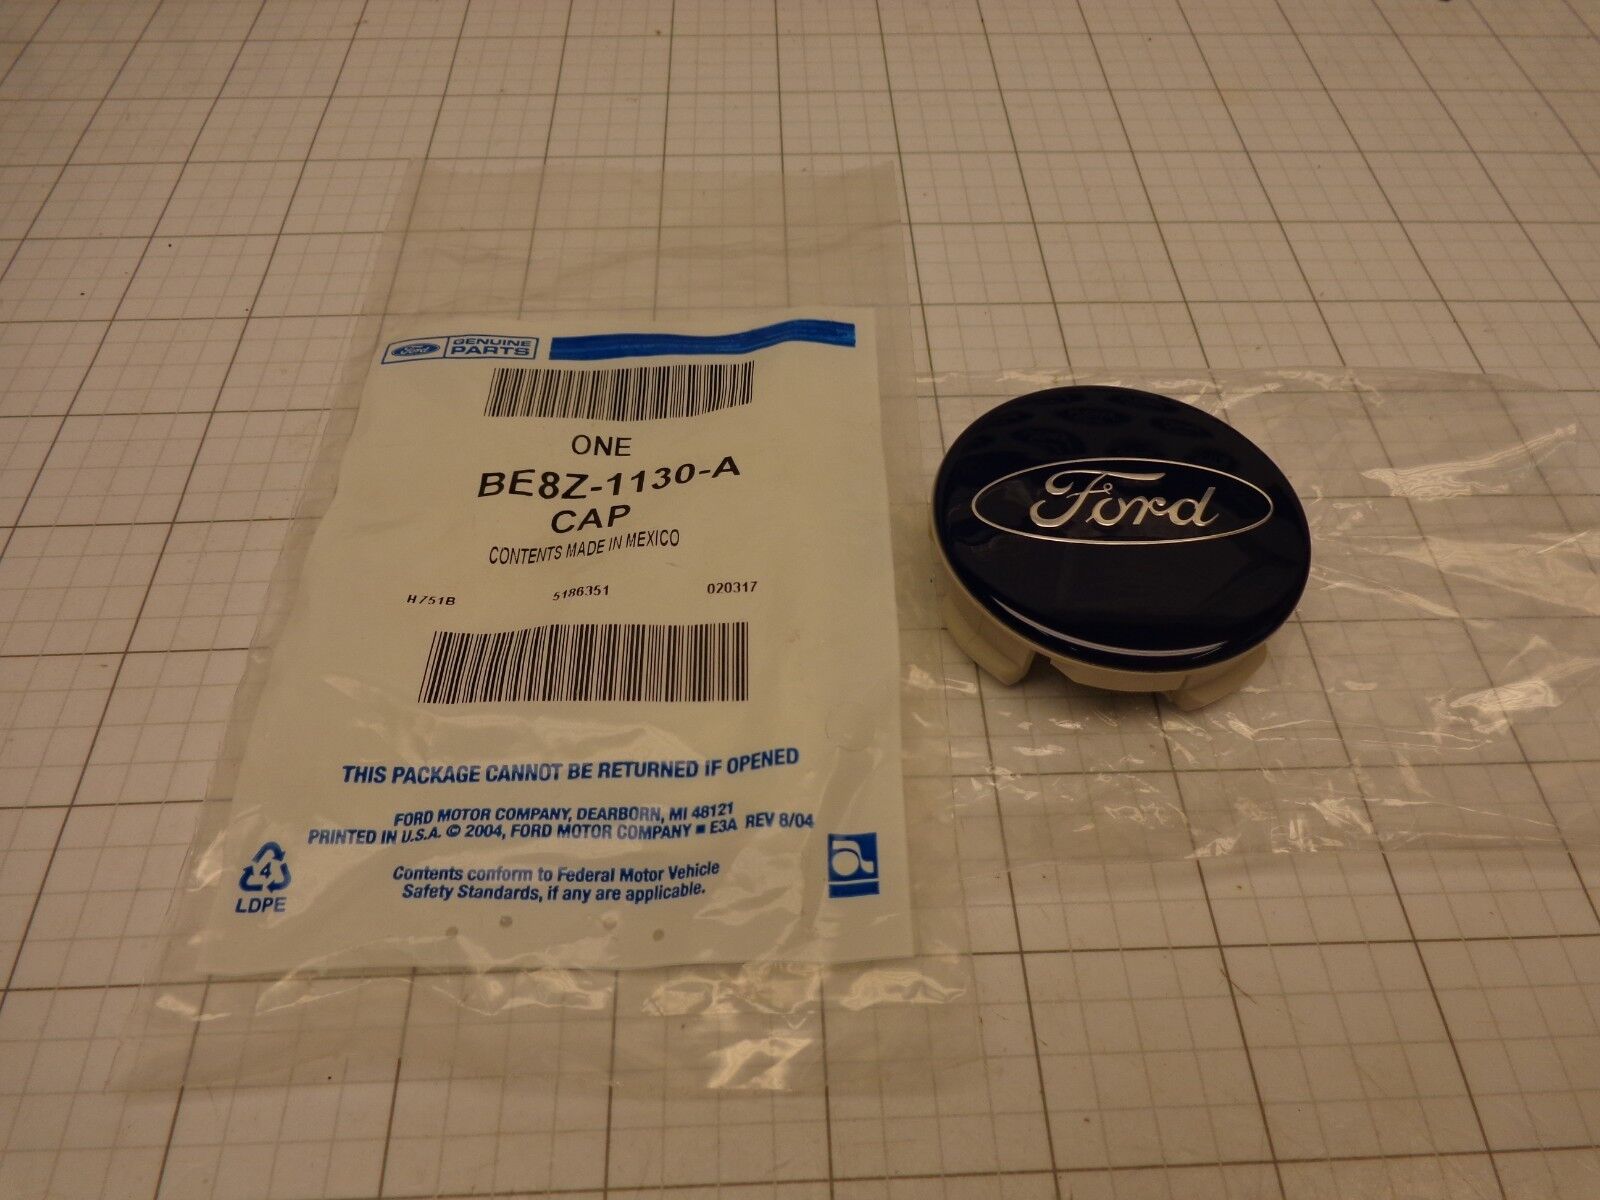 Ford GENUINE PARTS
ONE
BE8Z-1130-A
CAP
CONTENTS MADE IN MEXICO
H751B 5186351 020317
THIS PACKAGE CANNOT BE RETURNED IF OPENED
FORD MOTOR COMPANY, DEARBORN, MI 48121
PRINTED IN U.S.A. © 2004, FORD MOTOR COMPANY ■ E3A REV 8/04
Contents conform to Federal Motor Vehicle
Safety Standards, if any are applicable.
4
LDPE
Ford